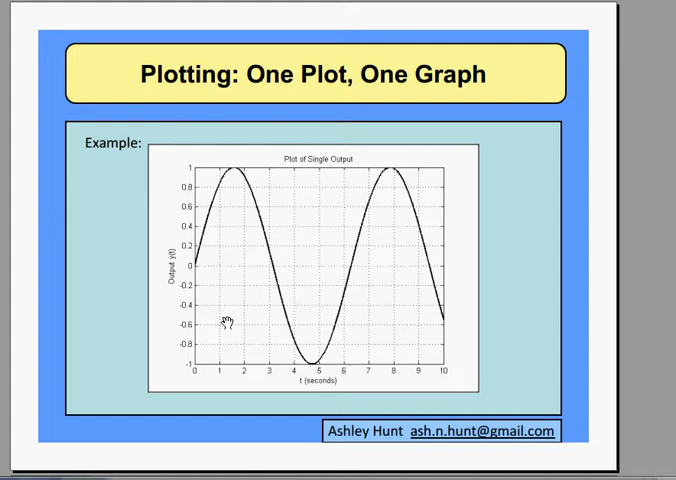 Plotting: One Plot, One Graph
Example:
Plot of Single Output
1
0.8
0.6
0.4
0.2
0
-0.2
-0.4
-0.6
-0.8
-1
Output y(t)
0 1 2 3 4 5 6 7 8 9 10
t (seconds)
Ashley Hunt ash.n.hunt@gmail.com